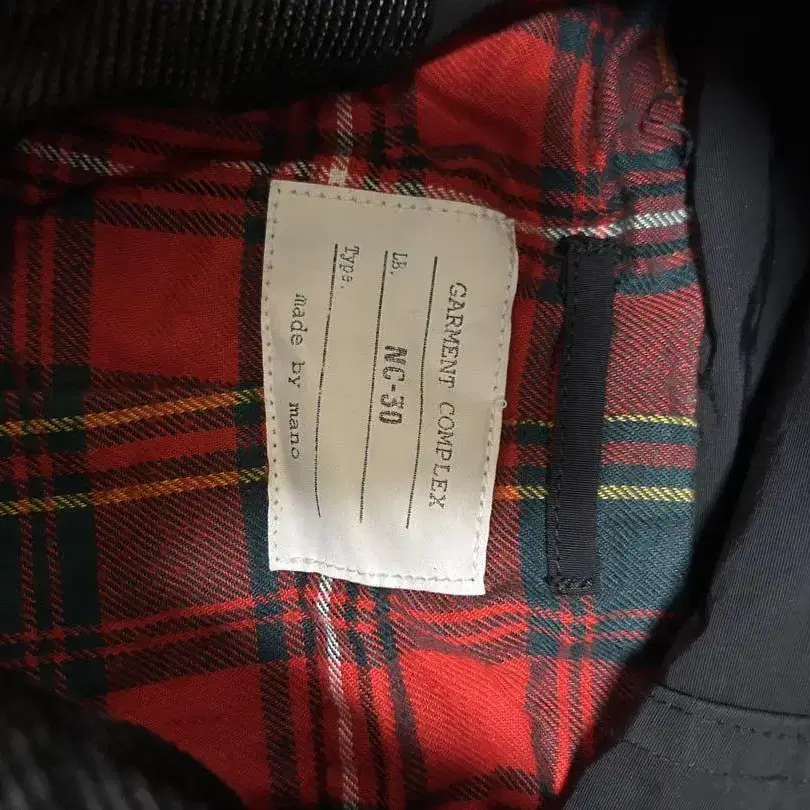 GARMENT COMPLEX
LB. NC-30
Type.
made by mano